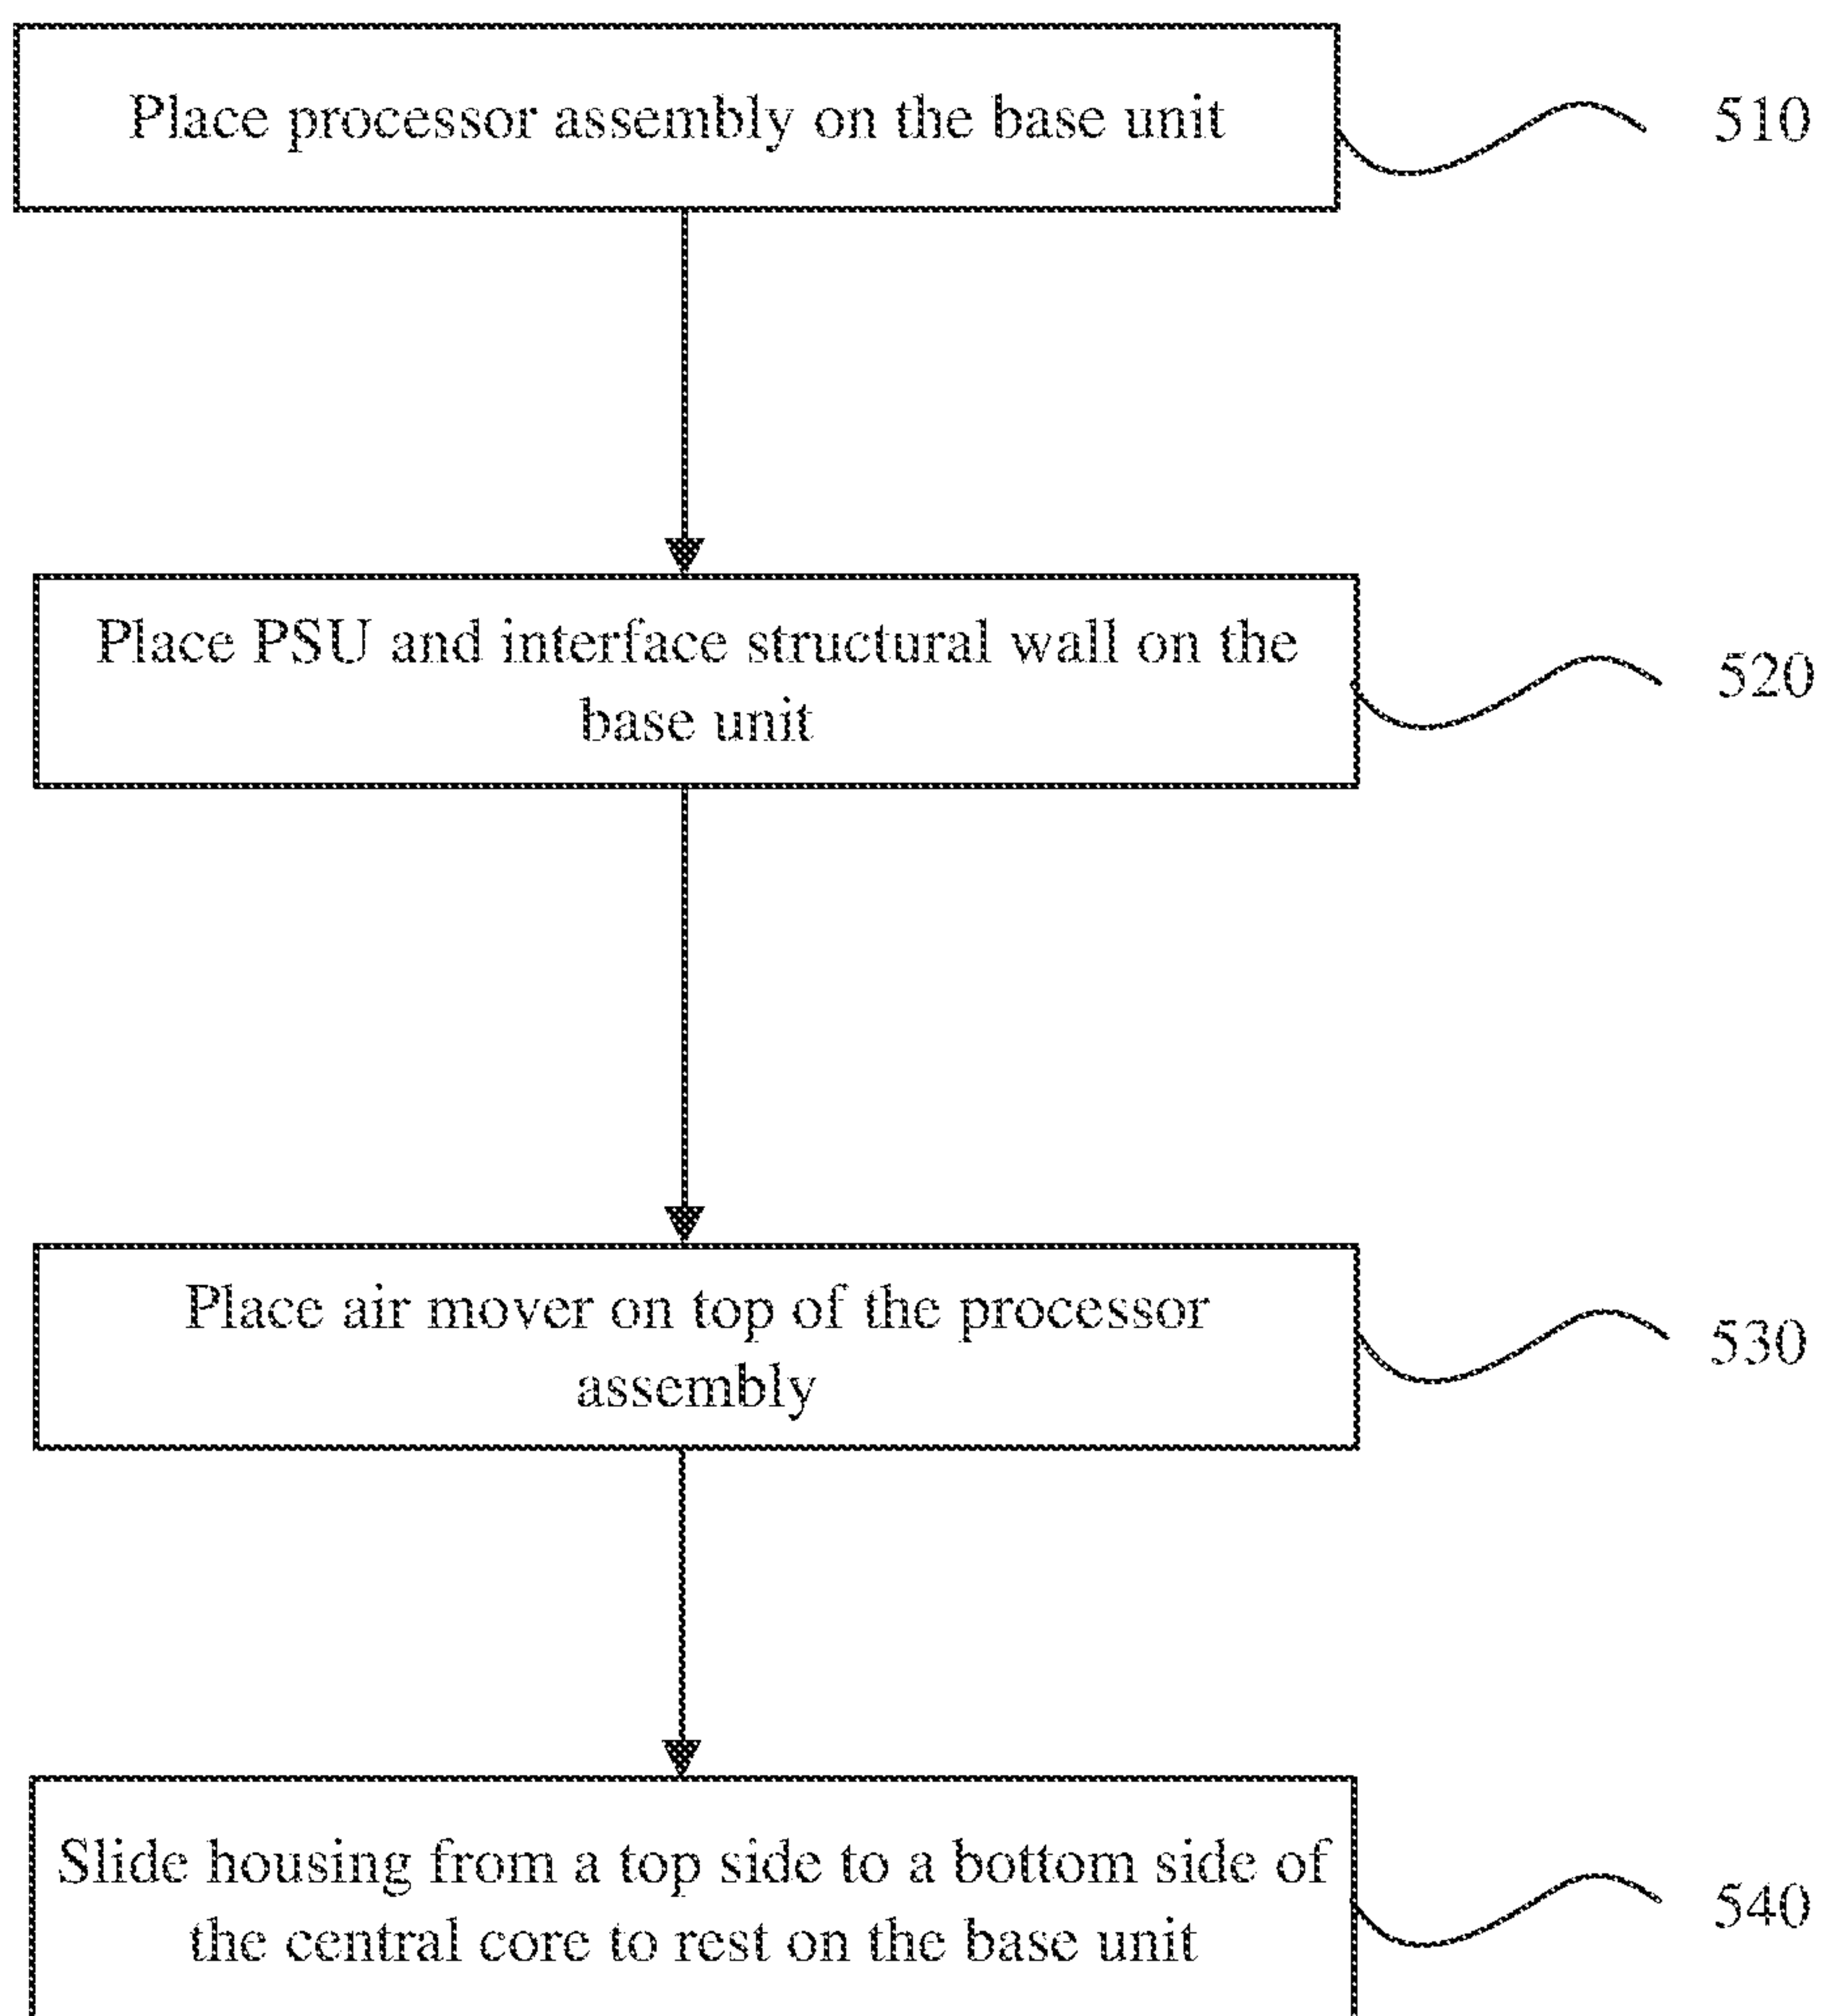 Place processor assembly on the base unit
510
Place PSU and interface structural wall on the
base unit
520
Place air mover on top of the processor
assembly
530
Slide housing from a top side to a bottom side of
the central core to rest on the base unit
540